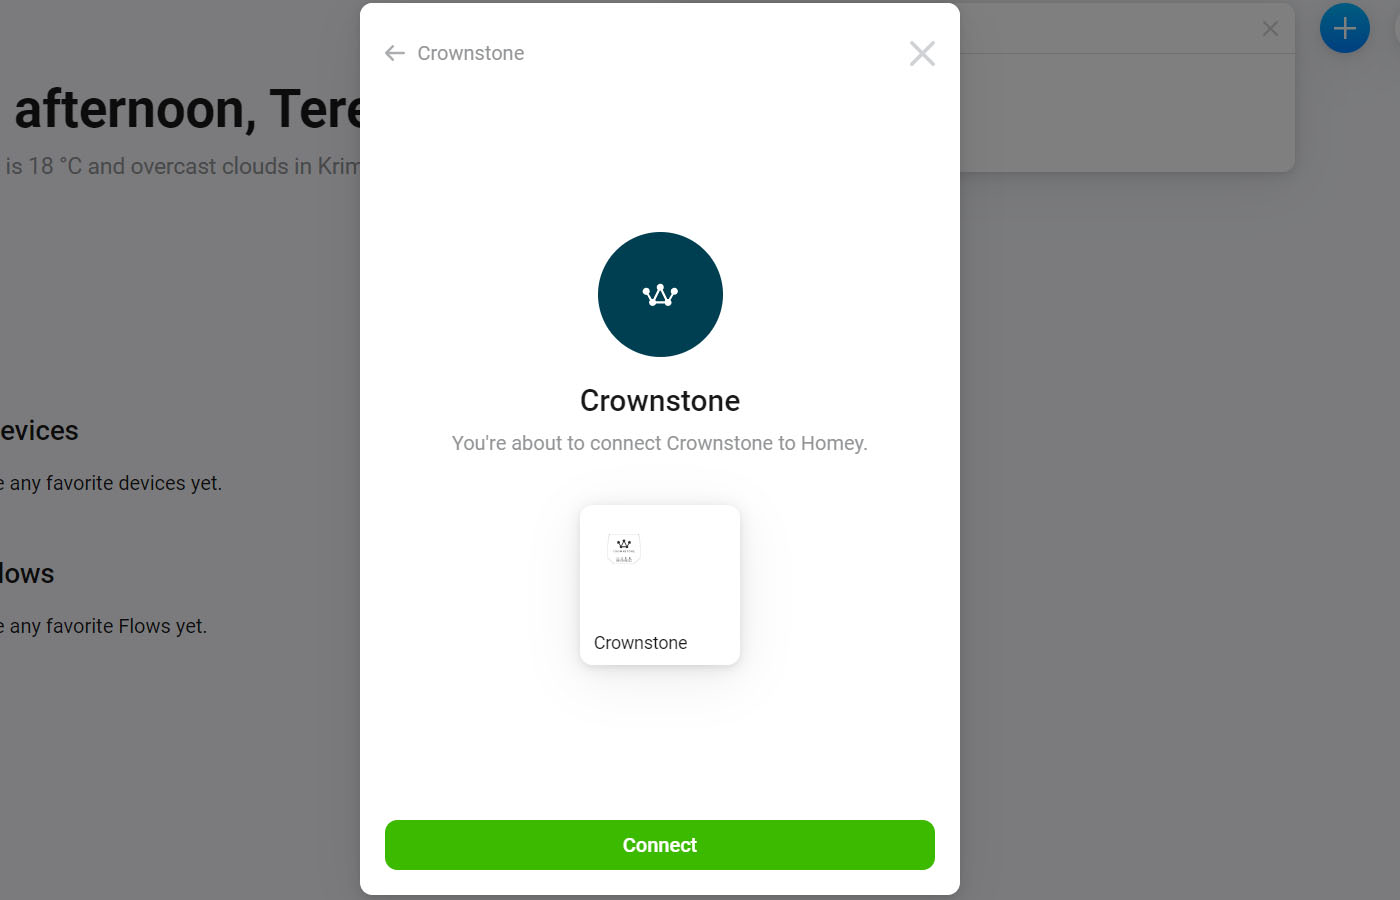 Crownstone
afternoon, Tere
is 18 °C and overcast clouds in Krim
Crownstone
You're about to connect Crownstone to Homey.
evices
e any favorite devices yet.
lows
e any favorite Flows yet.
Crownstone
Connect